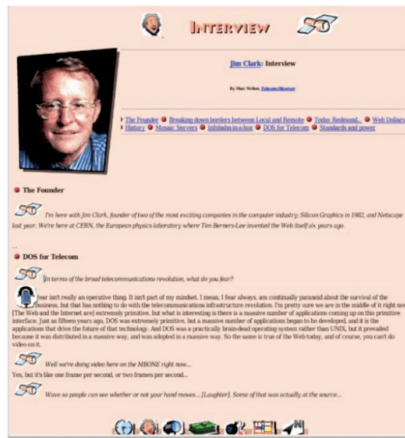 INTERVIEW
Jim Clark: Interview
By Marc Weber,
The Founder Breaking down borders between Local and Remote Today Redmond... Web Dollars
History Mosaic Servers Infobahn in a box DOS for Telecom Standards and power
The Founder
I'm here with Jim Clark, founder of two of the most exciting companies in the computer industry: Silicon Graphics in 1982, and Netscape
last year. We're here at CERN, the European physics laboratory where Tim Berners-Lee invented the Web itself six years ago.
...
DOS for Telecom
In terms of the broad telecommunications revolution, what do you fear?
Fear isn't really an operative thing. It isn't part of my mindset. I mean, I fear always, am continually paranoid about the survival of the
business, but that has nothing to do with the telecommunications infrastructure revolution. I'm pretty sure we are in the middle of it right now
[The Web and the Internet are] extremely primitive, but what is interesting is there is a massive number of applications coming up on this primitive
interface. Just as fifteen years ago, DOS was extremely primitive, but a massive number of applications began to be developed, and it is the
applications that drive the future of that technology. And DOS was a practically brain-dead operating system rather than UNIX, but it prevailed
because it was distributed in a massive way, and was adopted in a massive way. So the same is true of the Web today, and of course, you can't do
video on it.
Well we're doing video here on the MBONE right now...
Yes, but it's like one frame per second, or two frames per second...
Wave so people can see whether or not your hand moves... [Laughter]. Some of that was actually at the source...